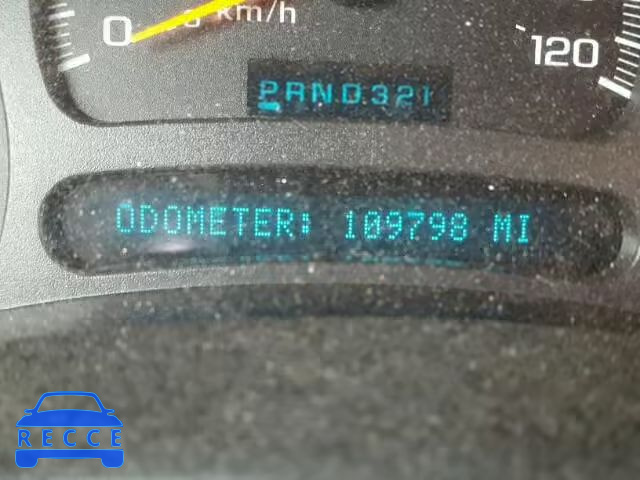 0
km/h
120
PRND321
ODOMETER: 109798 MI
RECCE